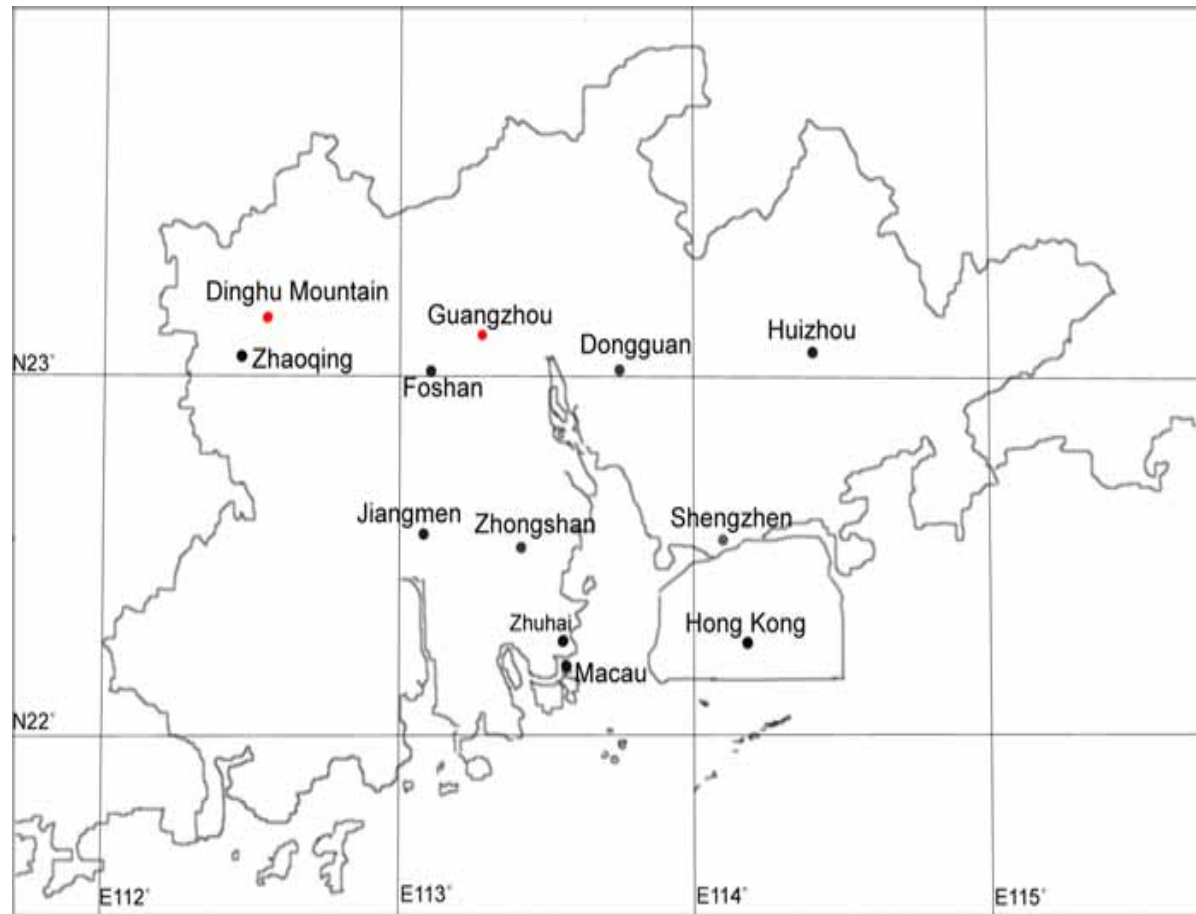 Dinghu Mountain
Guangzhou
Huizhou
Dongguan
Zhaoqing
N23°
Foshan
Jiangmen
Zhongshan
Shengzhen
Zhuhai
Hong Kong
Macau
N22°
E112°
E113°
E114°
E115°